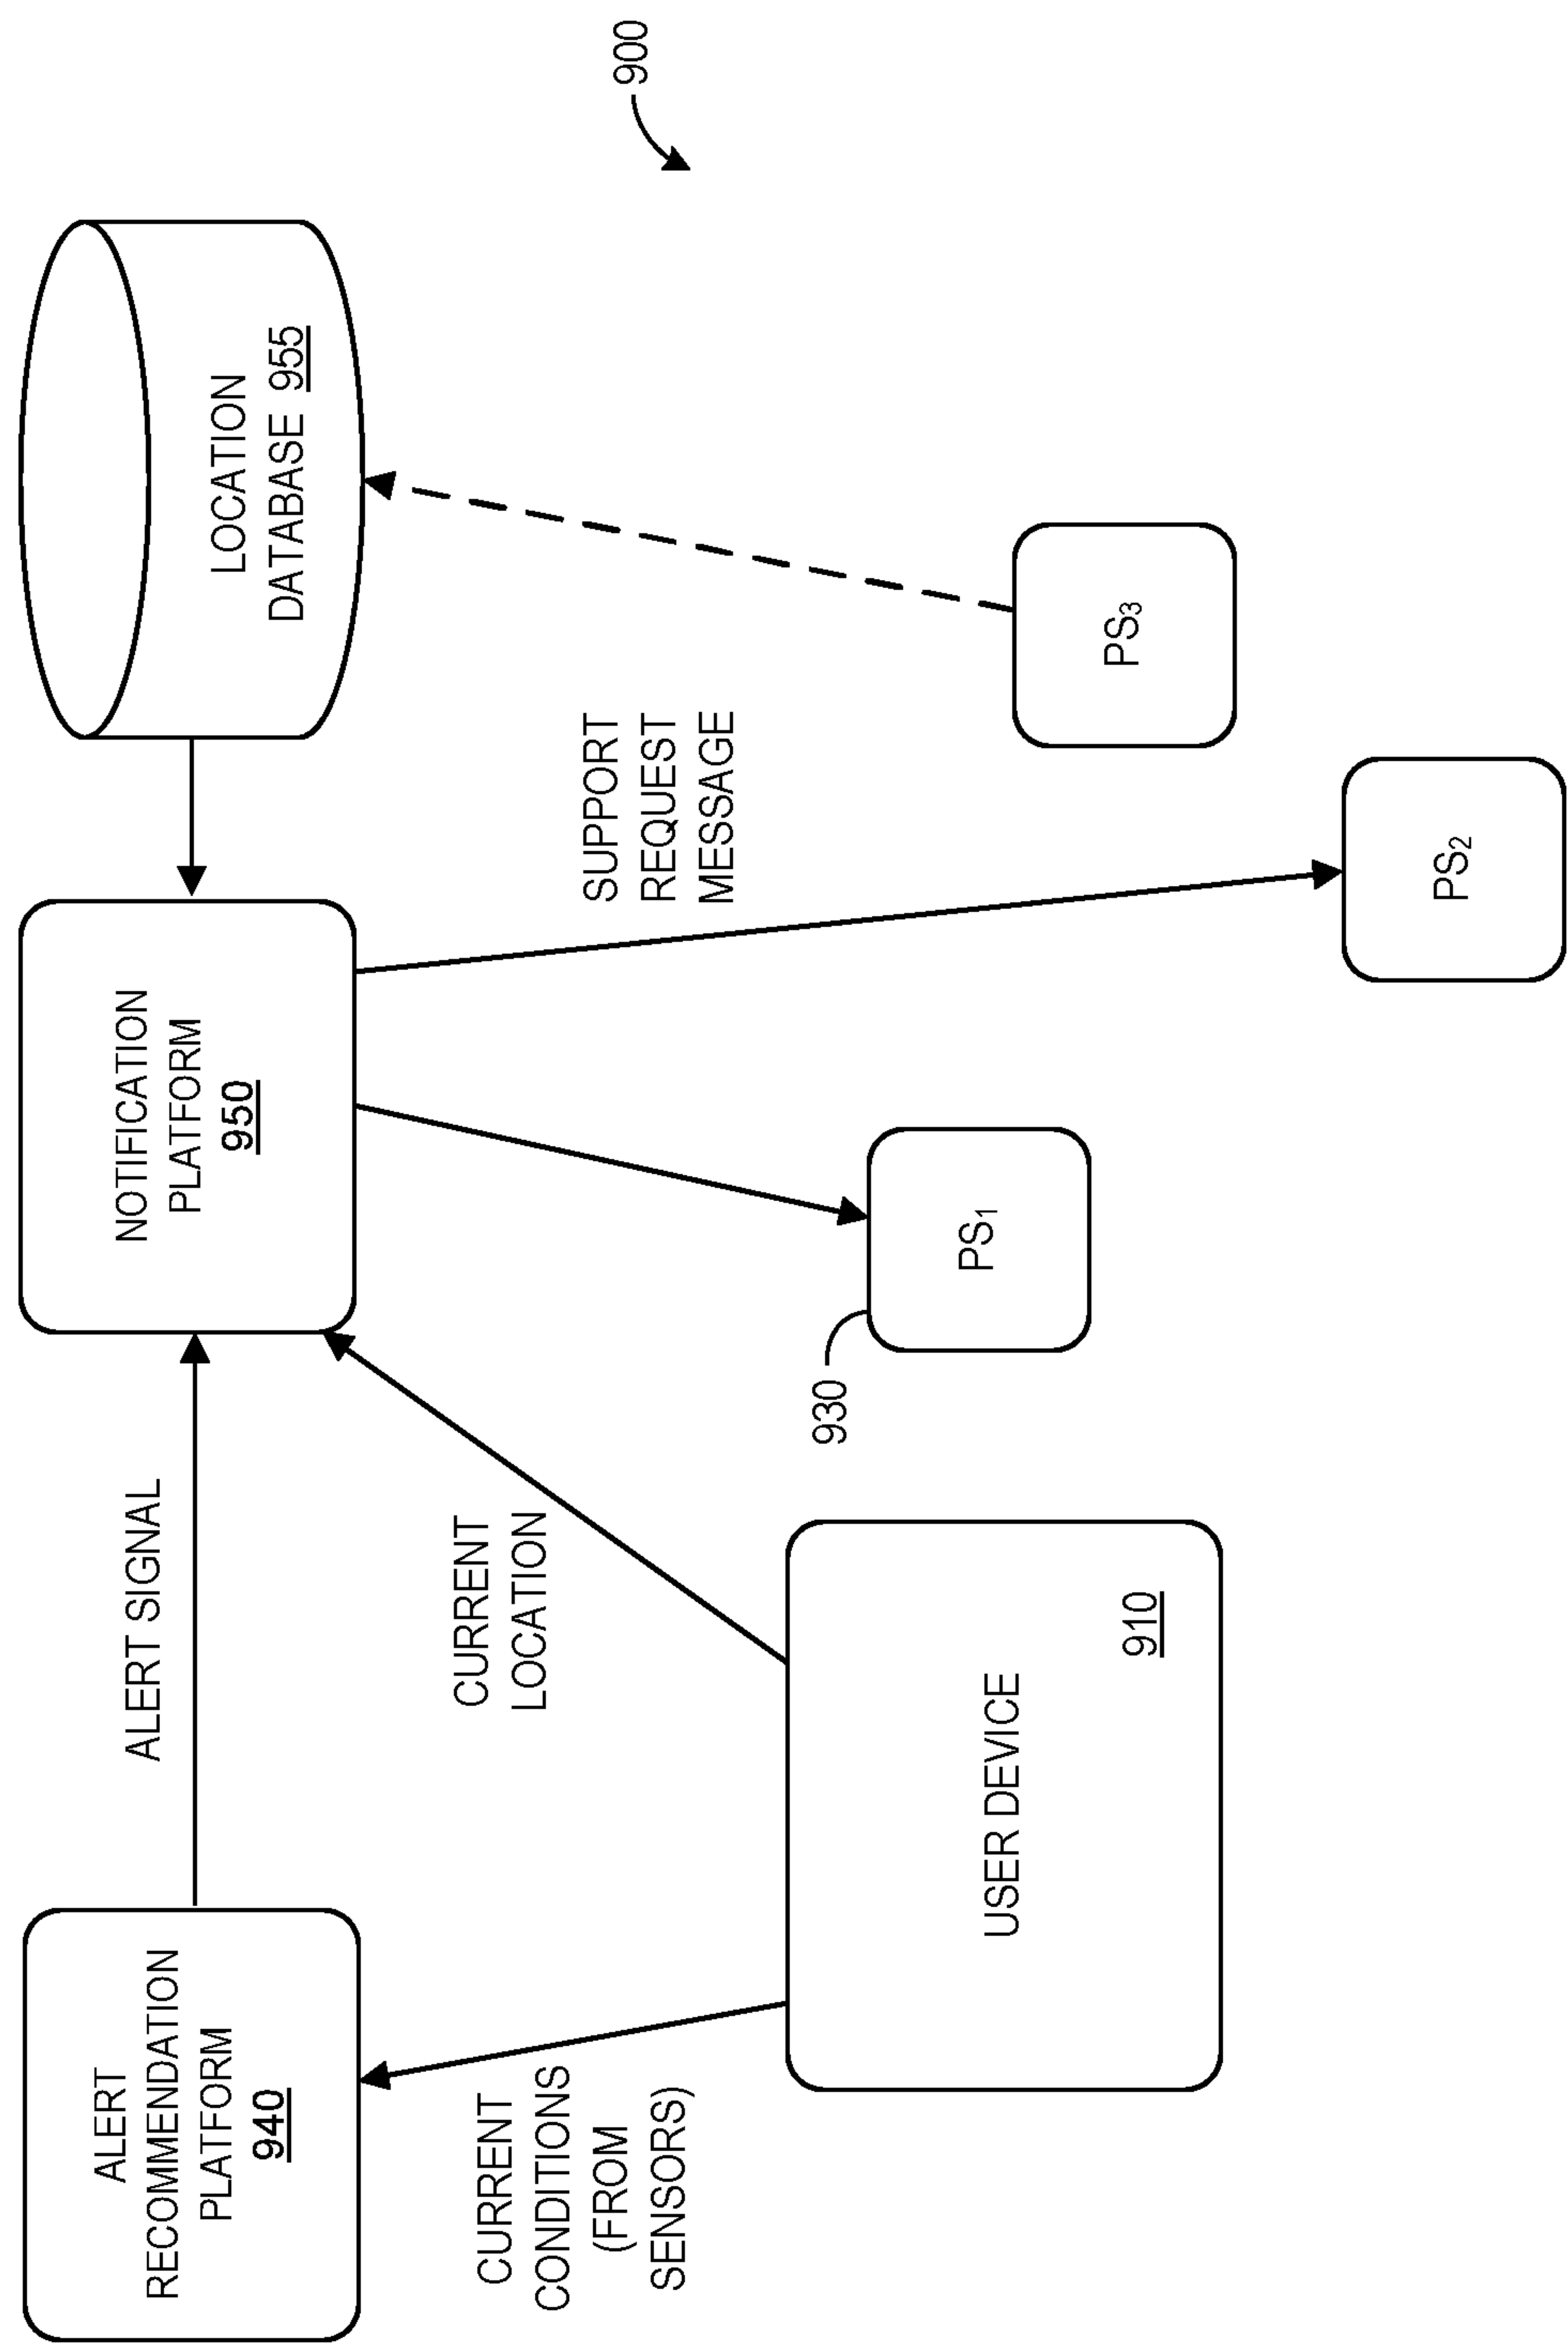 ALERT
RECOMMENDATION
PLATFORM
940
ALERT SIGNAL
NOTIFICATION
PLATFORM
950
LOCATION
DATABASE 955
900
CURRENT
CONDITIONS
(FROM
SENSORS)
CURRENT
LOCATION
SUPPORT
REQUEST
MESSAGE
USER DEVICE
910
930
PS1
PS2
PS3